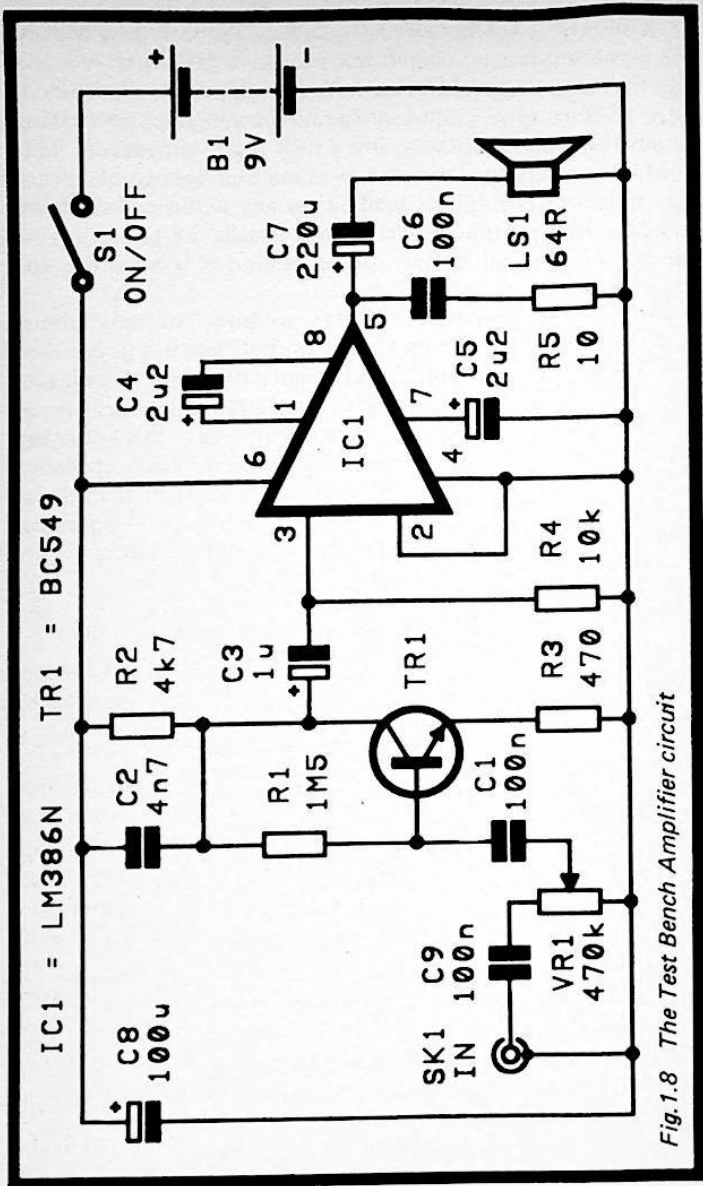 IC1 = LM386N TR1 = BC549
C8
100u
+
C2
4n7
R2
4k7
R1
1M5
C3
1u
+
TR1
SK1
IN
C9
100n
VR1
470k
C1
100n
R3
470
R4
10k
3
2
6
4
IC1
1
7
8
5
C4
2u2
+
C5
2u2
+
C7
220u
+
C6
100n
R5
10
LS1
64R
S1
ON/OFF
B1
9V
+
-
Fig.1.8 The Test Bench Amplifier circuit